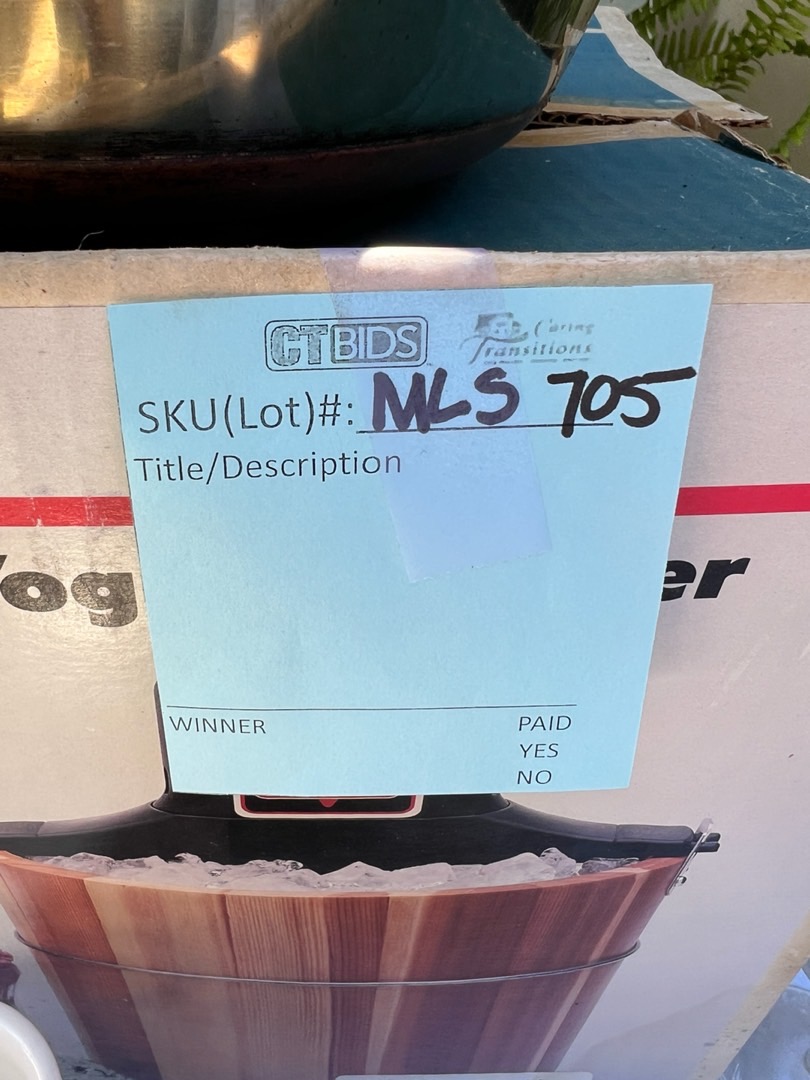 CTBIDS
Caring
Transitions
SKU(Lot)#: MLS 705
Title/Description
og
er
WINNER
PAID
YES
NO